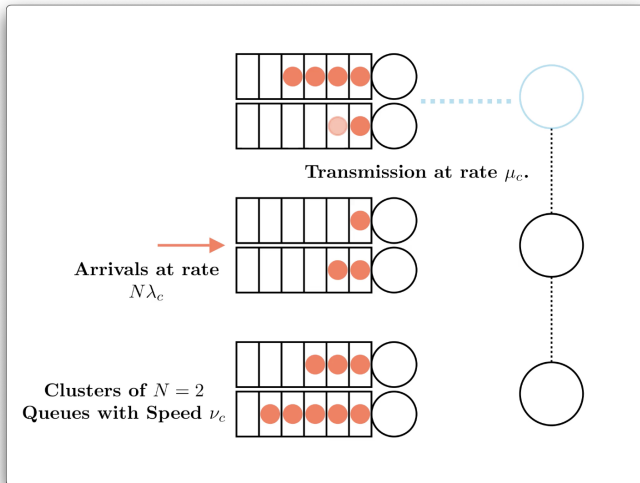 Transmission at rate μ_c.
Arrivals at rate
Nλ_c
Clusters of N = 2
Queues with Speed ν_c